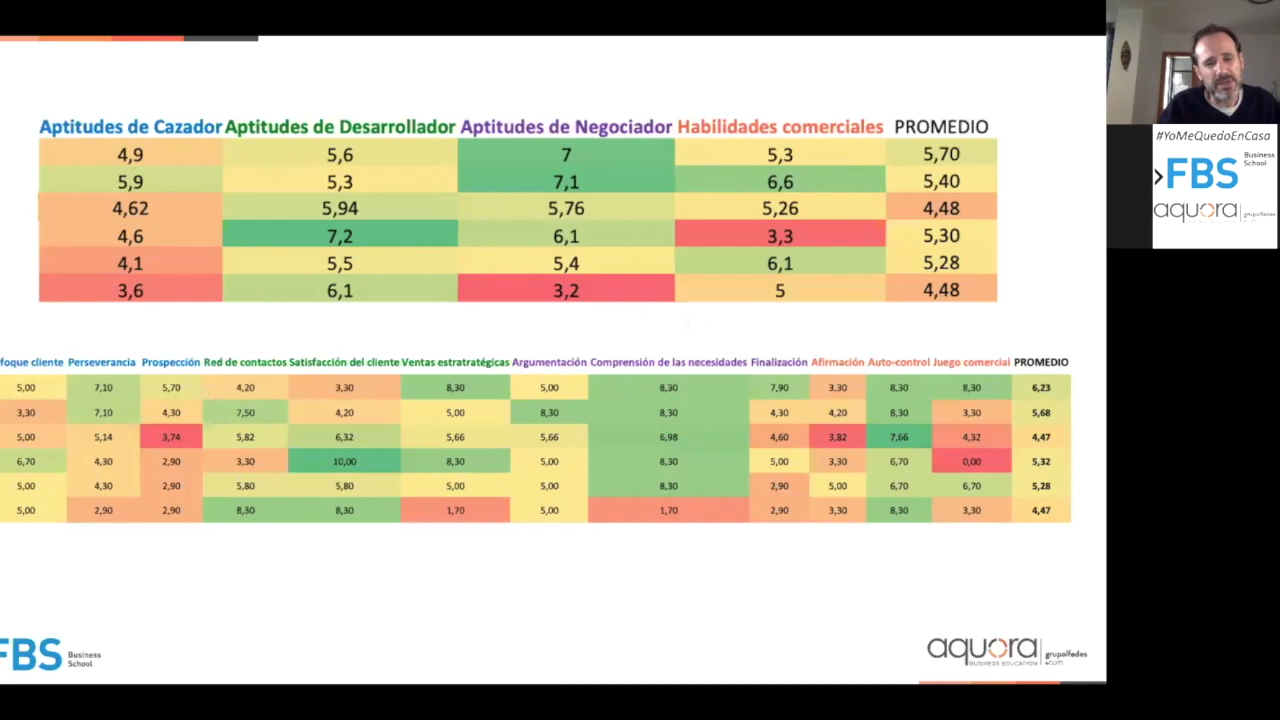 Aptitudes de Cazador Aptitudes de Desarrollador Aptitudes de Negociador Habilidades comerciales PROMEDIO
4,9 5,6 7 5,3 5,70
5,9 5,3 7,1 6,6 5,40
4,62 5,94 5,76 5,26 4,48
4,6 7,2 6,1 3,3 5,30
4,1 5,5 5,4 6,1 5,28
3,6 6,1 3,2 5 4,48
foque cliente Perseverancia Prospección Red de contactos Satisfacción del cliente Ventas estratratégicas Argumentación Comprensión de las necesidades Finalización Afirmación Auto-control Juego comercial PROMEDIO
5,00 7,10 5,70 4,20 3,30 8,30 5,00 8,30 7,90 3,30 8,30 8,30 6,23
3,30 7,10 4,30 7,50 4,20 5,00 8,30 8,30 4,30 4,20 8,30 3,30 5,68
5,00 5,14 3,74 5,82 6,32 5,66 5,66 6,98 4,60 3,82 7,66 4,32 4,47
6,70 4,30 2,90 3,30 10,00 8,30 5,00 8,30 5,00 3,30 6,70 0,00 5,32
5,00 4,30 2,90 5,80 5,80 5,00 5,00 8,30 2,90 5,00 6,70 6,70 5,28
5,00 2,90 2,90 8,30 8,30 1,70 5,00 1,70 2,90 3,30 8,30 3,30 4,47
FBS Business School
aquora grupoifedes
BUSINESS EDUCATION .com
#YoMeQuedoEnCasa
FBS Business School
aquora